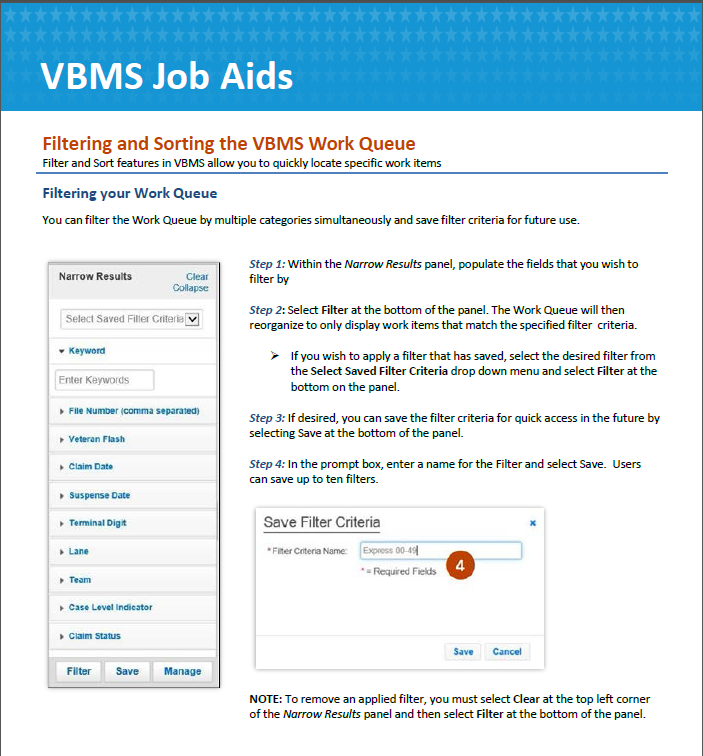 VBMS Job Aids
Filtering and Sorting the VBMS Work Queue
Filter and Sort features in VBMS allow you to quickly locate specific work items
Filtering your Work Queue
You can filter the Work Queue by multiple categories simultaneously and save filter criteria for future use.
Narrow Results
Clear
Collapse
Select Saved Filter Criteria
Keyword
Enter Keywords
File Number (comma separated)
Veteran Flash
Claim Date
Suspense Date
Terminal Digit
Lane
Team
Case Level Indicator
Claim Status
Filter Save Manage
Step 1: Within the Narrow Results panel, populate the fields that you wish to
filter by
Step 2: Select Filter at the bottom of the panel. The Work Queue will then
reorganize to only display work items that match the specified filter criteria.
➢ If you wish to apply a filter that has saved, select the desired filter from
the Select Saved Filter Criteria drop down menu and select Filter at the
bottom on the panel.
Step 3: If desired, you can save the filter criteria for quick access in the future by
selecting Save at the bottom of the panel.
Step 4: In the prompt box, enter a name for the Filter and select Save. Users
can save up to ten filters.
Save Filter Criteria ×
* Filter Criteria Name: Express 00-49
* = Required Fields
4
Save Cancel
NOTE: To remove an applied filter, you must select Clear at the top left corner
of the Narrow Results panel and then select Filter at the bottom of the panel.